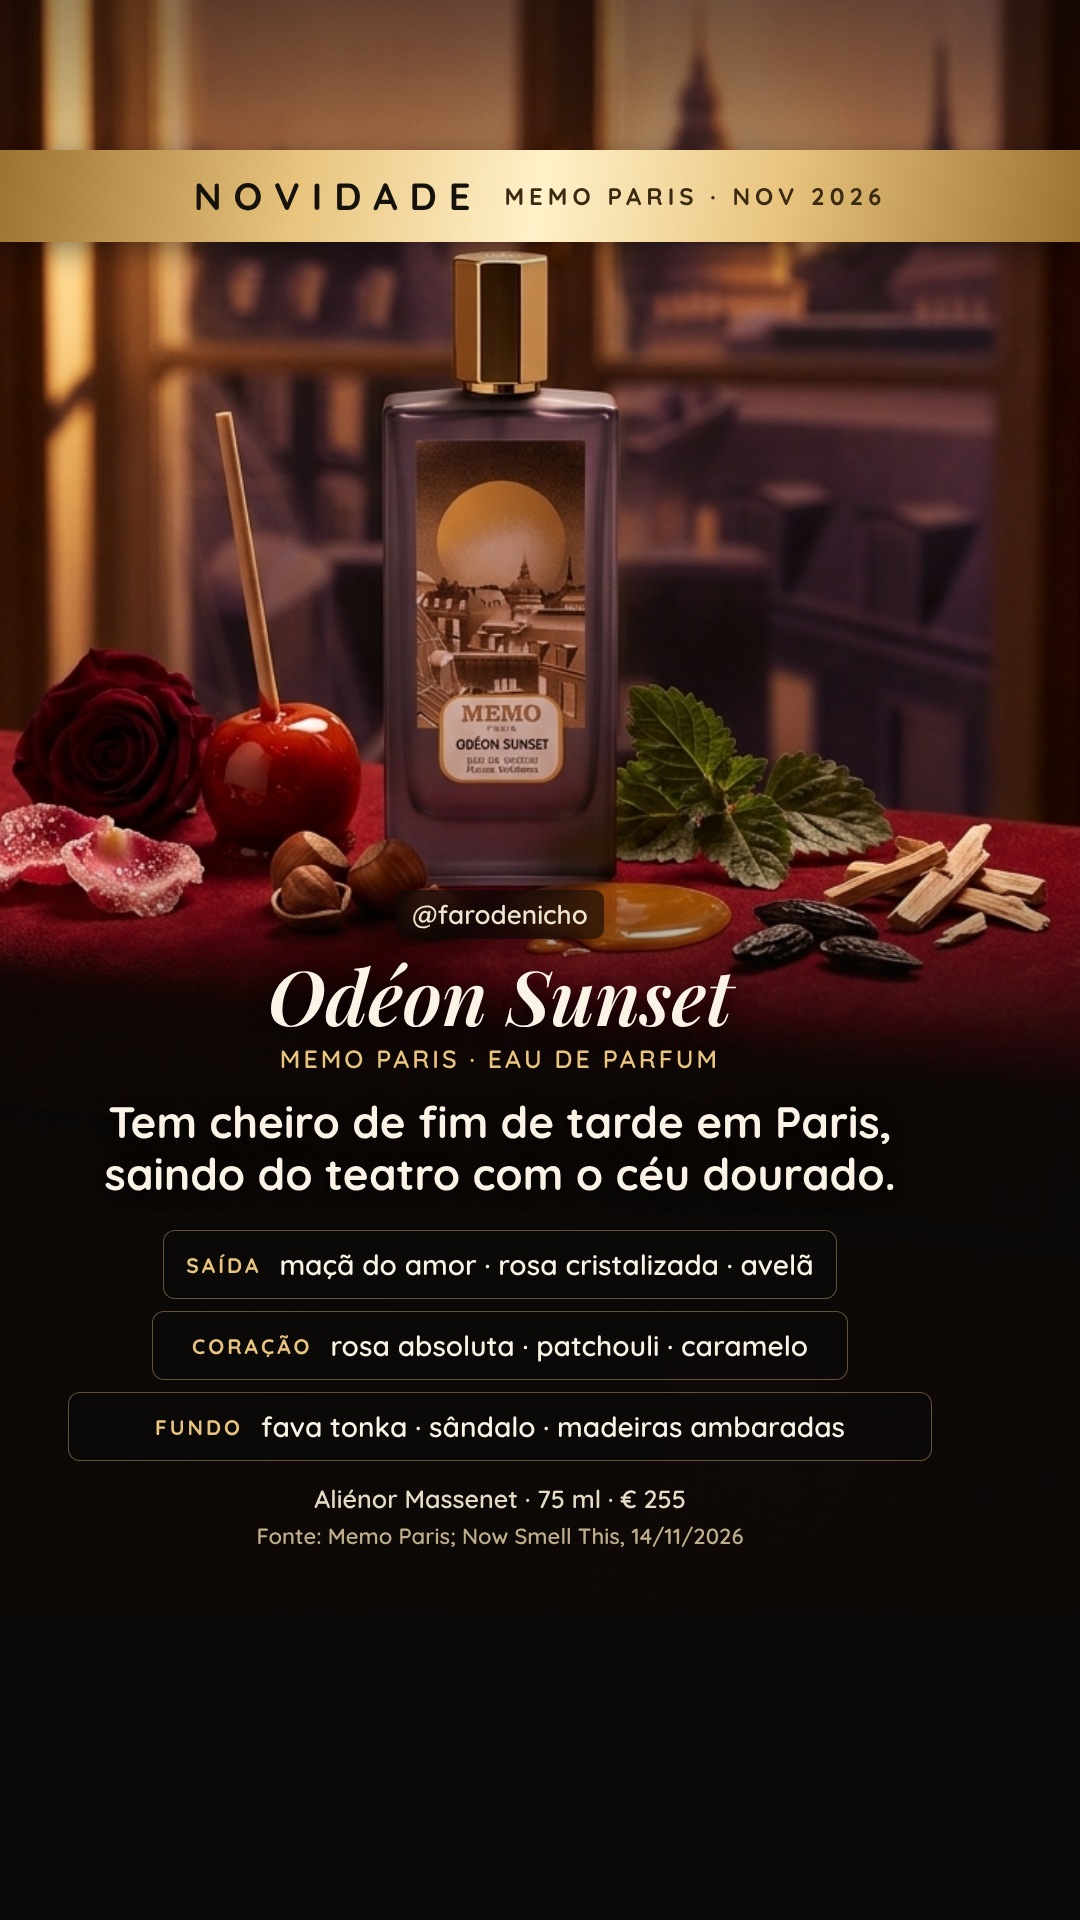 NOVIDADE MEMO PARIS · NOV 2026
MEMO
PARIS
ODÉON SUNSET
@farodenicho
Odéon Sunset
MEMO PARIS · EAU DE PARFUM
Tem cheiro de fim de tarde em Paris,
saindo do teatro com o céu dourado.
SAÍDA maçã do amor · rosa cristalizada · avelã
CORAÇÃO rosa absoluta · patchouli · caramelo
FUNDO fava tonka · sândalo · madeiras ambaradas
Aliénor Massenet · 75 ml · € 255
Fonte: Memo Paris; Now Smell This, 14/11/2026